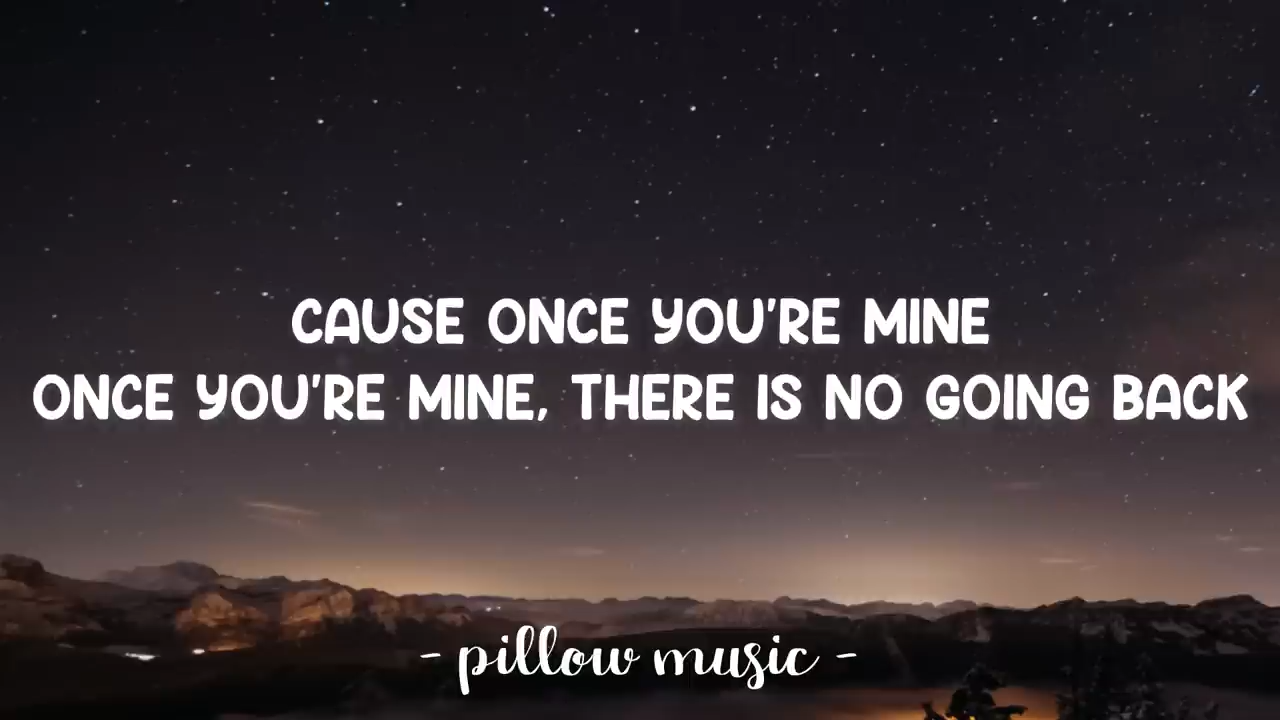 CAUSE ONCE YOU'RE MINE
ONCE YOU'RE MINE, THERE IS NO GOING BACK
- pillow music -